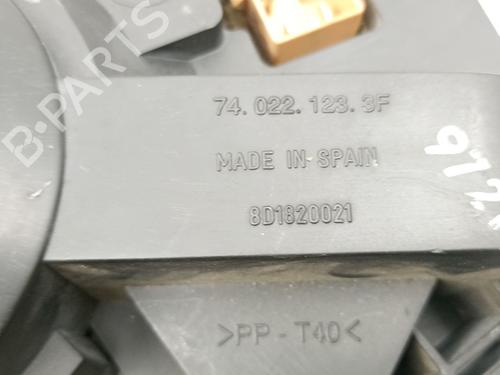 B-PARTS
74.022.123.3F
MADE IN SPAIN
8D1820021
>PP-T40<